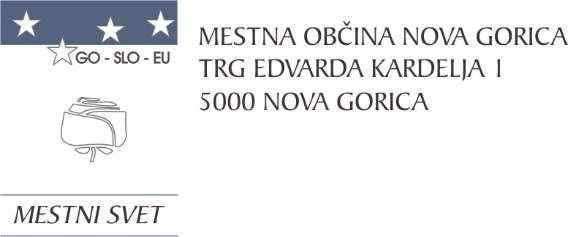 GO - SLO - EU
MESTNA OBČINA NOVA GORICA
TRG EDVARDA KARDELJA 1
5000 NOVA GORICA
MESTNI SVET